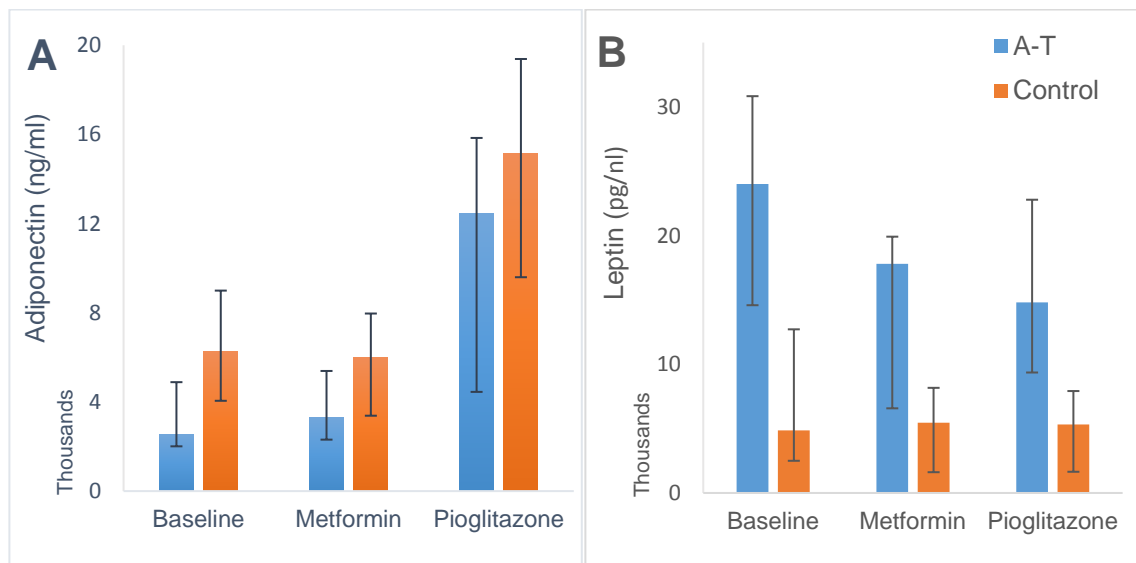 A
Adiponectin (ng/ml)
Thousands
20
16
12
8
4
0
Baseline Metformin Pioglitazone
B
A-T
Control
Leptin (pg/nl)
Thousands
30
20
10
0
Baseline Metformin Pioglitazone